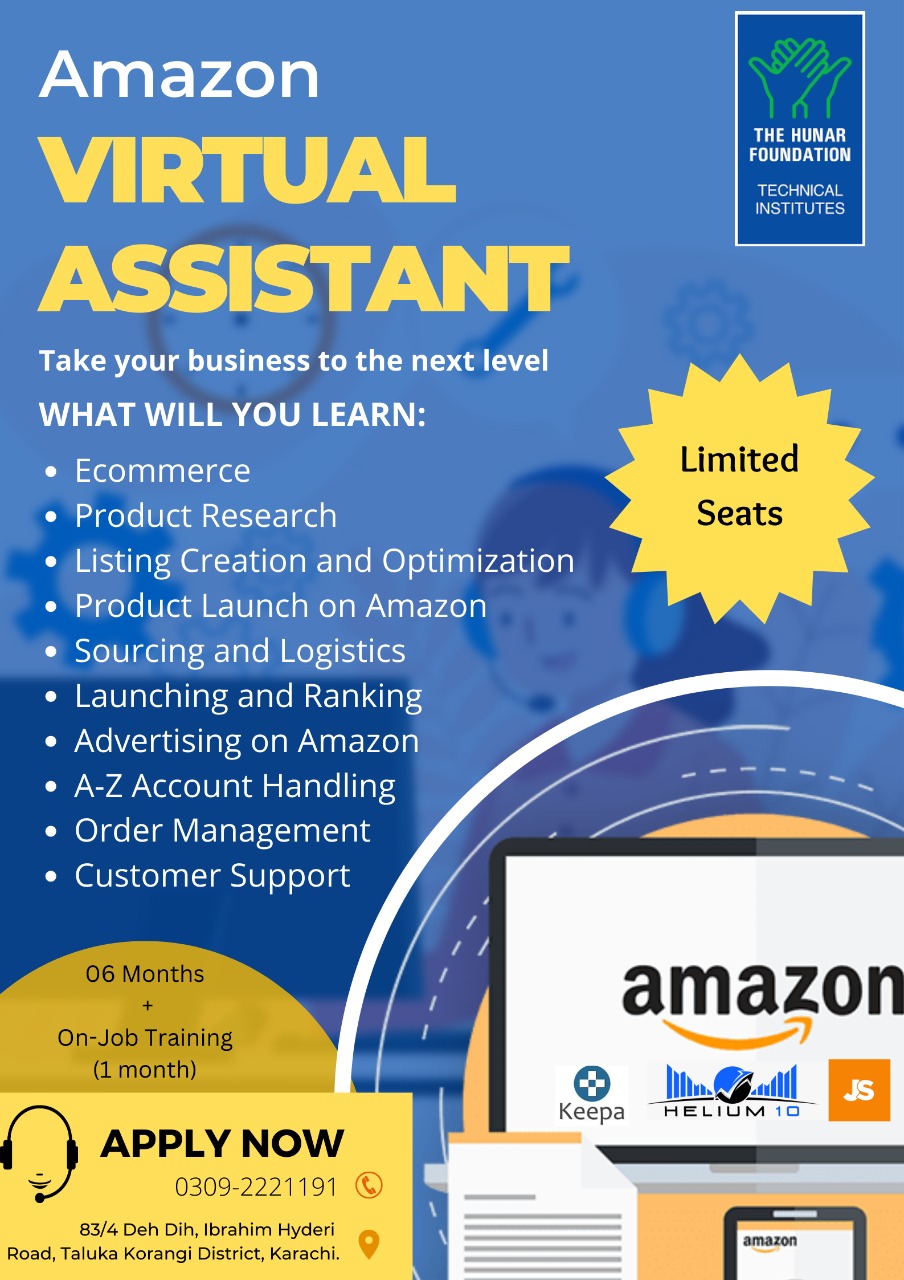 Amazon
VIRTUAL
ASSISTANT
THE HUNAR
FOUNDATION
TECHNICAL
INSTITUTES
Take your business to the next level
WHAT WILL YOU LEARN:
• Ecommerce
• Product Research
• Listing Creation and Optimization
• Product Launch on Amazon
• Sourcing and Logistics
• Launching and Ranking
• Advertising on Amazon
• A-Z Account Handling
• Order Management
• Customer Support
Limited
Seats
06 Months
+
On-Job Training
(1 month)
APPLY NOW
0309-2221191
83/4 Deh Dih, Ibrahim Hyderi
Road, Taluka Korangi District, Karachi.
amazon
Keepa
HELIUM 10
JS
amazon